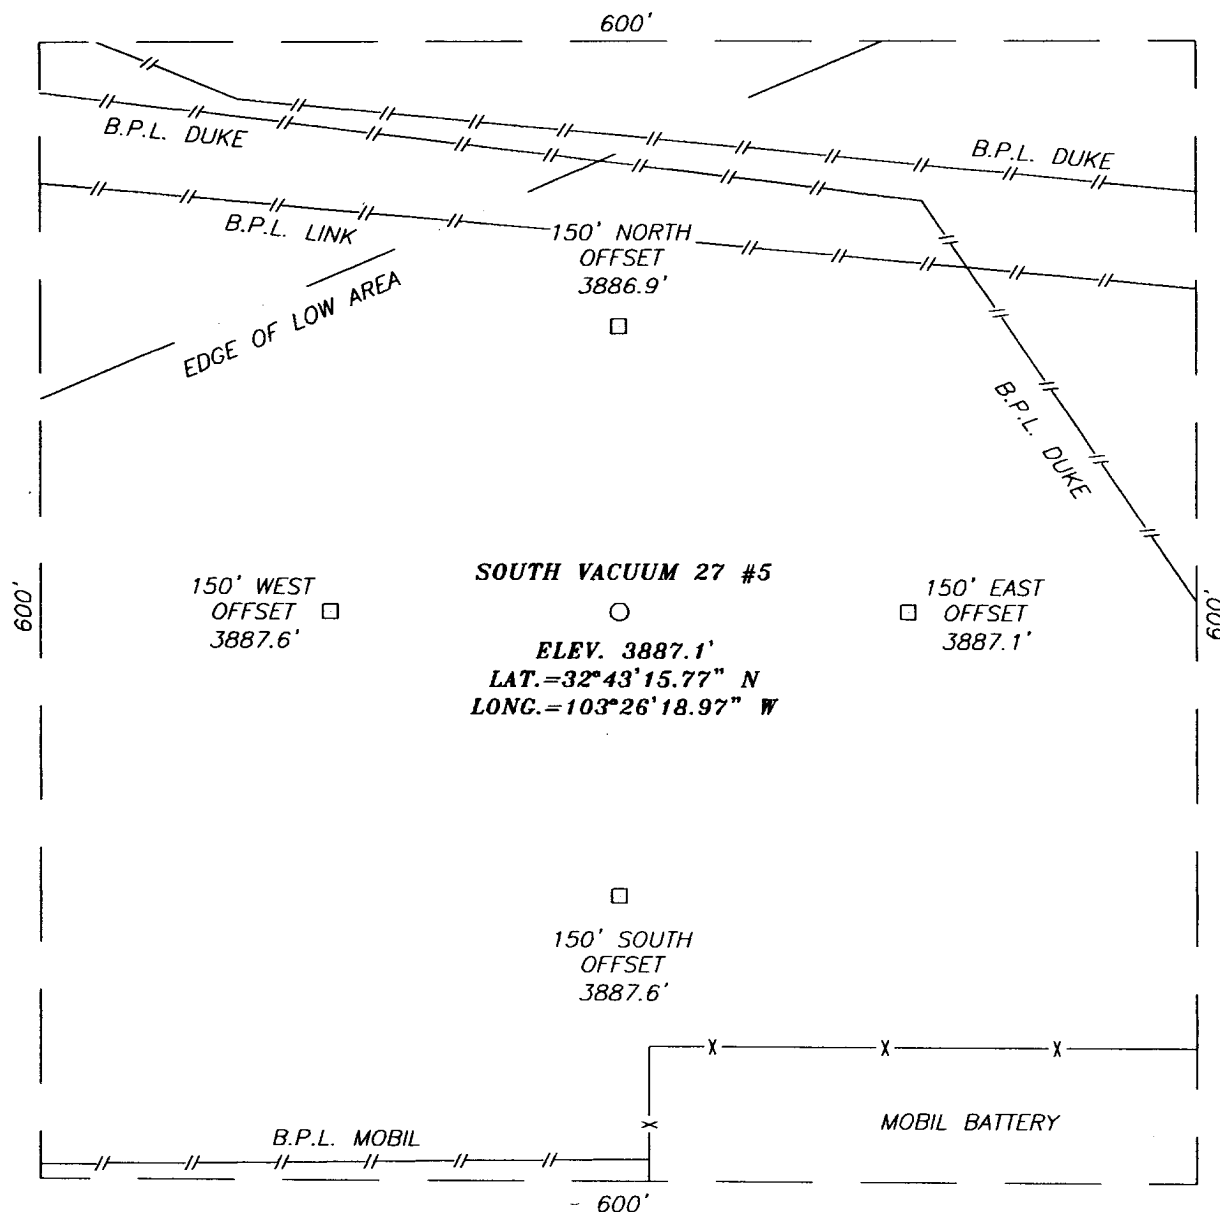 600'
B.P.L. DUKE
B.P.L. DUKE
B.P.L. LINK
150' NORTH
OFFSET
3886.9'
EDGE OF LOW AREA
B.P.L. DUKE
600'
150' WEST
OFFSET
3887.6'
SOUTH VACUUM 27 #5
ELEV. 3887.1'
LAT.=32°43'15.77" N
LONG.=103°26'18.97" W
150' EAST
OFFSET
3887.1'
600'
150' SOUTH
OFFSET
3887.6'
MOBIL BATTERY
B.P.L. MOBIL
600'